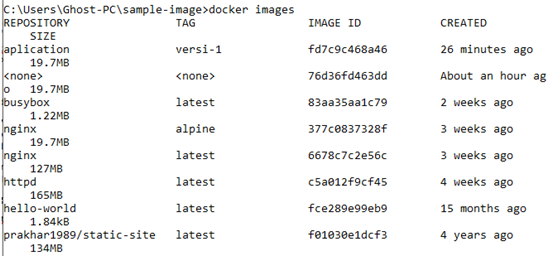 C:\Users\Ghost-PC\sample-image>docker images
REPOSITORY TAG IMAGE ID CREATED
SIZE
aplication versi-1 fd7c9c468a46 26 minutes ago
19.7MB
<none> <none> 76d36fd463dd About an hour ag
o 19.7MB
busybox latest 83aa35aa1c79 2 weeks ago
1.22MB
nginx alpine 377c0837328f 3 weeks ago
19.7MB
nginx latest 6678c7c2e56c 3 weeks ago
127MB
httpd latest c5a012f9cf45 4 weeks ago
165MB
hello-world latest fce289e99eb9 15 months ago
1.84kB
prakhar1989/static-site latest f01030e1dcf3 4 years ago
134MB